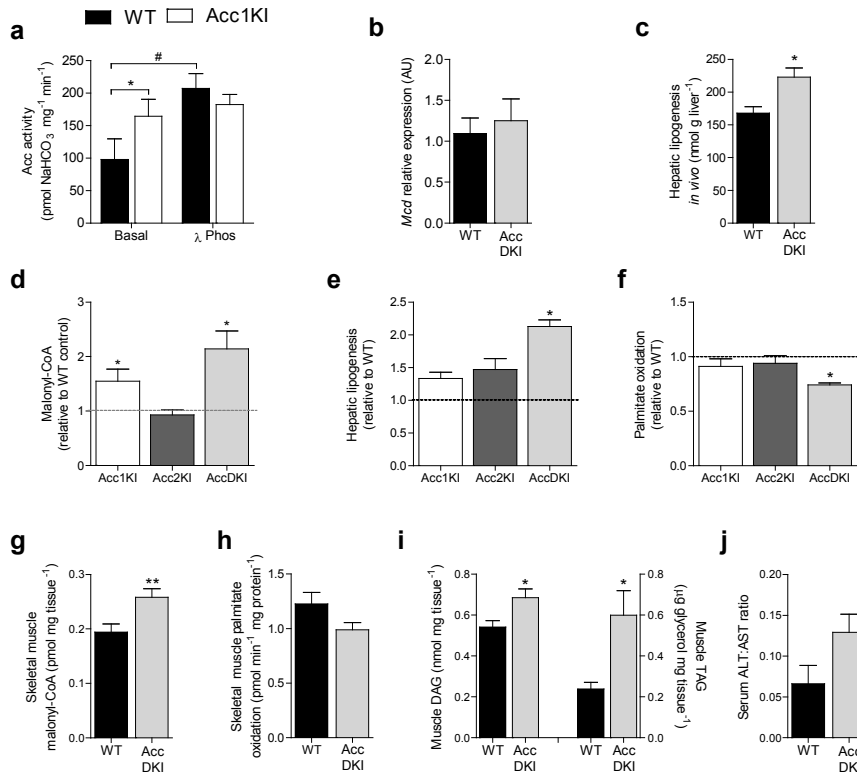 WT
Acc1KI
a
Acc activity
(pmol NaHCO₃ mg⁻¹ min⁻¹)
250
200
150
100
50
0
#
*
Basal
λ Phos
b
Mcd relative expression (AU)
2.0
1.5
1.0
0.5
0.0
WT
Acc
DKI
c
Hepatic lipogenesis
in vivo (nmol g liver⁻¹)
250
200
150
100
50
0
*
WT
Acc
DKI
d
Malonyl-CoA
(relative to WT control)
3
2
1
0
*
*
Acc1KI
Acc2KI
AccDKI
e
Hepatic lipogenesis
(relative to WT)
2.5
2.0
1.5
1.0
0.5
0.0
*
Acc1KI
Acc2KI
AccDKI
f
Palmitate oxidation
(relative to WT)
1.5
1.0
0.5
0.0
*
Acc1KI
Acc2KI
AccDKI
g
Skeletal muscle
malonyl-CoA (pmol mg tissue⁻¹)
0.3
0.2
0.1
0.0
**
WT
Acc
DKI
h
Skeletal muscle palmitate
oxidation (pmol min⁻¹ mg protein⁻¹)
1.5
1.0
0.5
0.0
WT
Acc
DKI
i
Muscle DAG (nmol mg tissue⁻¹)
0.8
0.6
0.4
0.2
0.0
*
*
WT
Acc
DKI
WT
Acc
DKI
0.8
0.6
0.4
0.2
0.0
Muscle TAG
(µg glycerol mg tissue⁻¹)
j
Serum ALT:AST ratio
0.20
0.15
0.10
0.05
0.00
WT
Acc
DKI